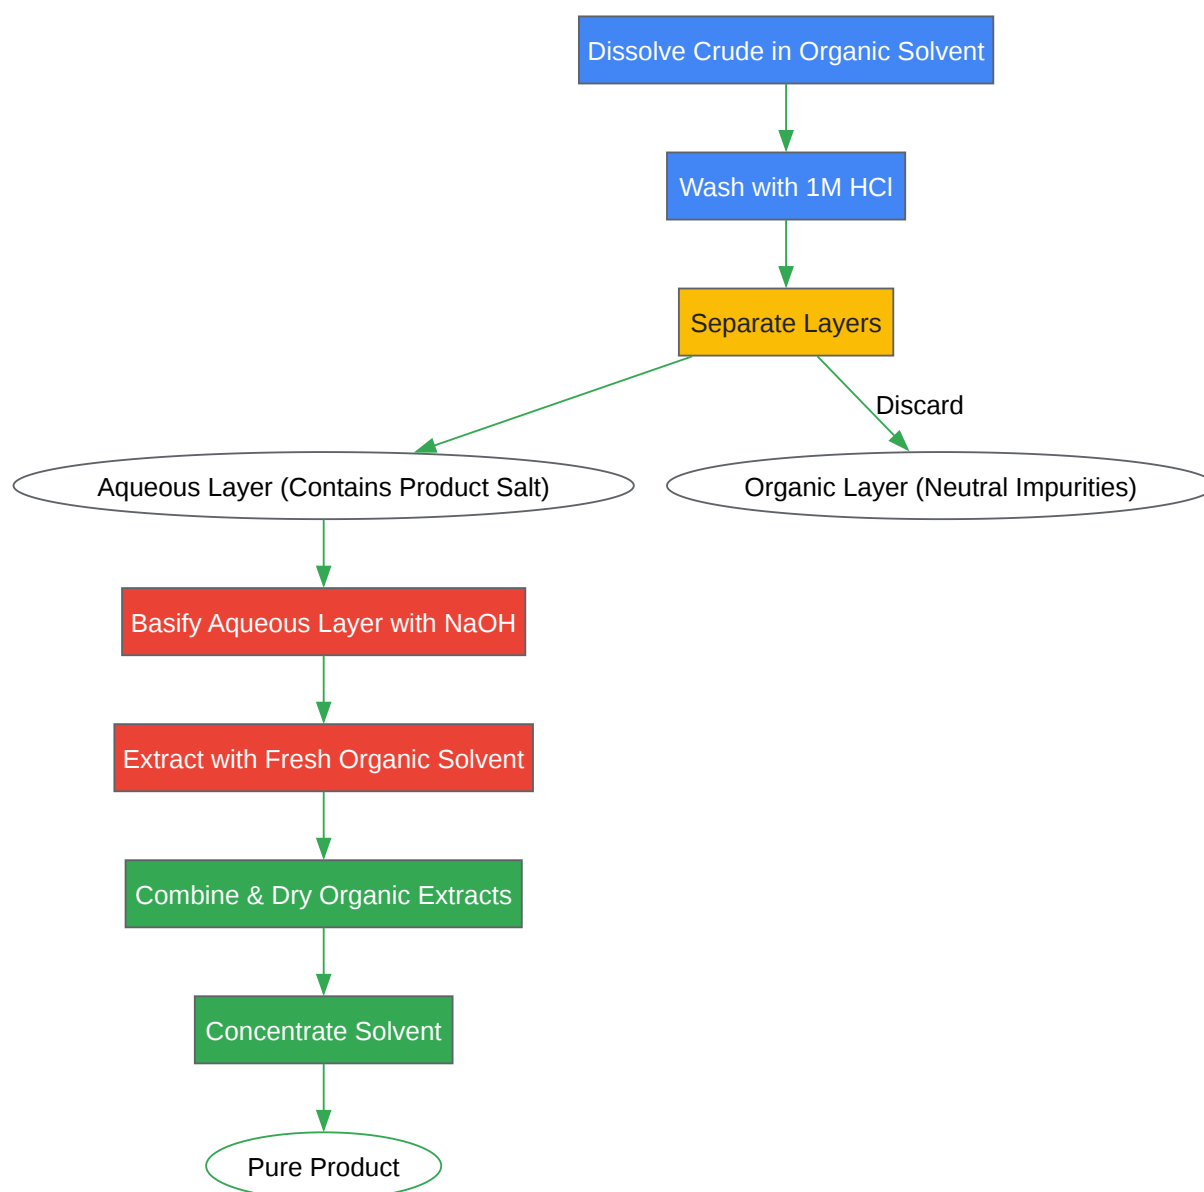 Dissolve Crude in Organic Solvent
Wash with 1M HCl
Separate Layers
Discard
Aqueous Layer (Contains Product Salt)
Organic Layer (Neutral Impurities)
Basify Aqueous Layer with NaOH
Extract with Fresh Organic Solvent
Combine & Dry Organic Extracts
Concentrate Solvent
Pure Product